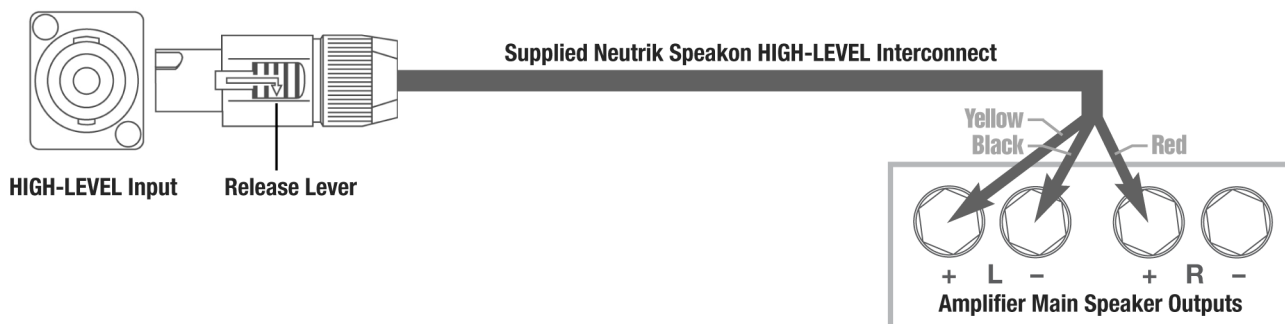 Supplied Neutrik Speakon HIGH-LEVEL Interconnect
Yellow
Black
Red
HIGH-LEVEL Input
Release Lever
+ L − + R −
Amplifier Main Speaker Outputs